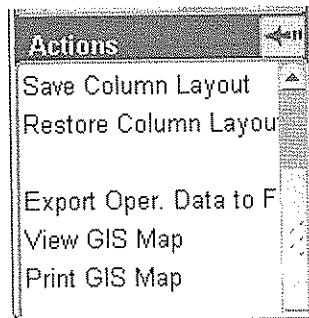 Actions
Save Column Layout
Restore Column Layou
Export Oper. Data to F
View GIS Map
Print GIS Map